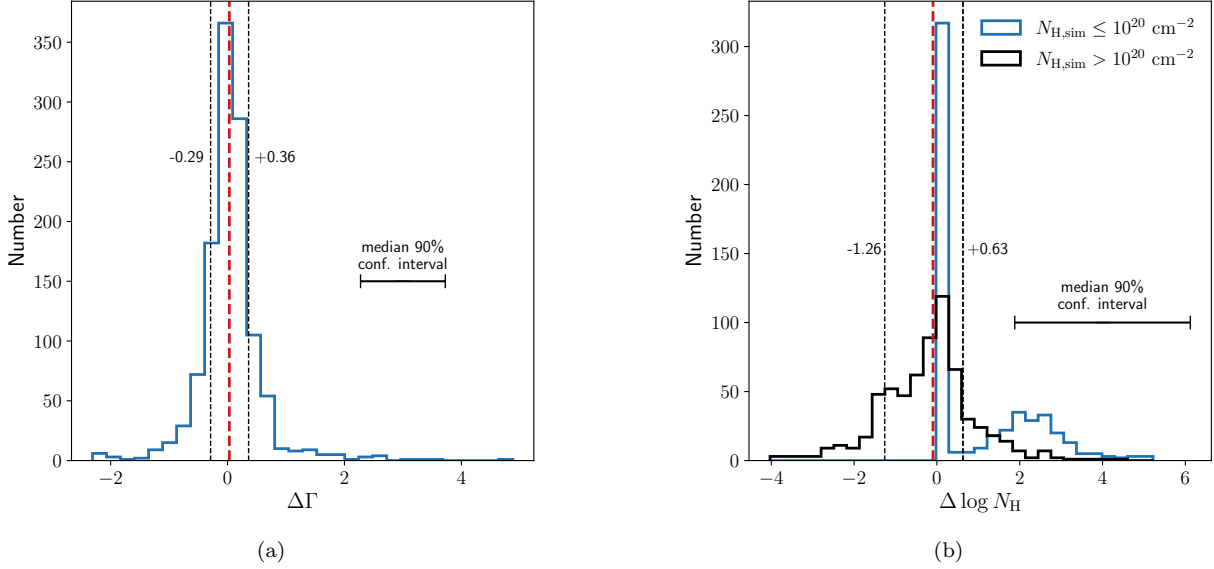 350
300
250
200
150
100
50
0
Number
-0.29
+0.36
median 90%
conf. interval
−2
0
2
4
ΔΓ
(a)
300
250
200
150
100
50
0
Number
N_H,sim ≤ 10^20 cm^−2
N_H,sim > 10^20 cm^−2
-1.26
+0.63
median 90%
conf. interval
−4
−2
0
2
4
6
Δ log N_H
(b)